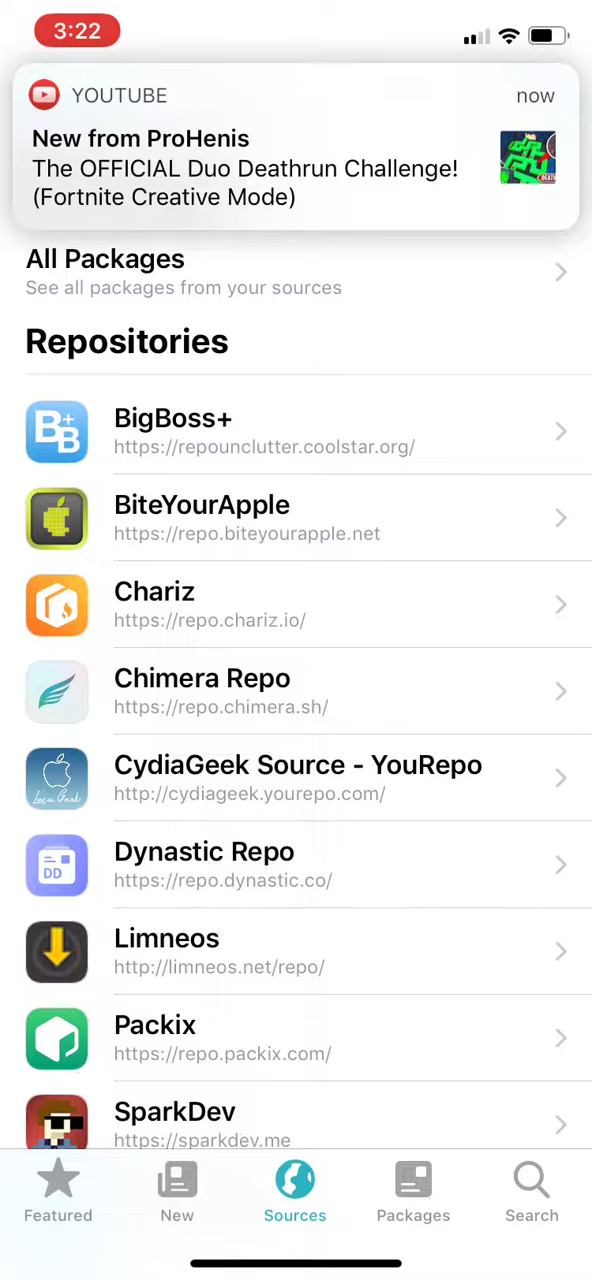 3:22
YOUTUBE
now
New from ProHenis
The OFFICIAL Duo Deathrun Challenge!
(Fortnite Creative Mode)
All Packages
See all packages from your sources
Repositories
B+B
BigBoss+
https://repounclutter.coolstar.org/
BiteYourApple
https://repo.biteyourapple.net
Chariz
https://repo.chariz.io/
Chimera Repo
https://repo.chimera.sh/
CydiaGeek Source - YouRepo
http://cydiageek.yourepo.com/
DD
Dynastic Repo
https://repo.dynastic.co/
Limneos
http://limneos.net/repo/
Packix
https://repo.packix.com/
SparkDev
https://sparkdev.me
Featured
New
Sources
Packages
Search